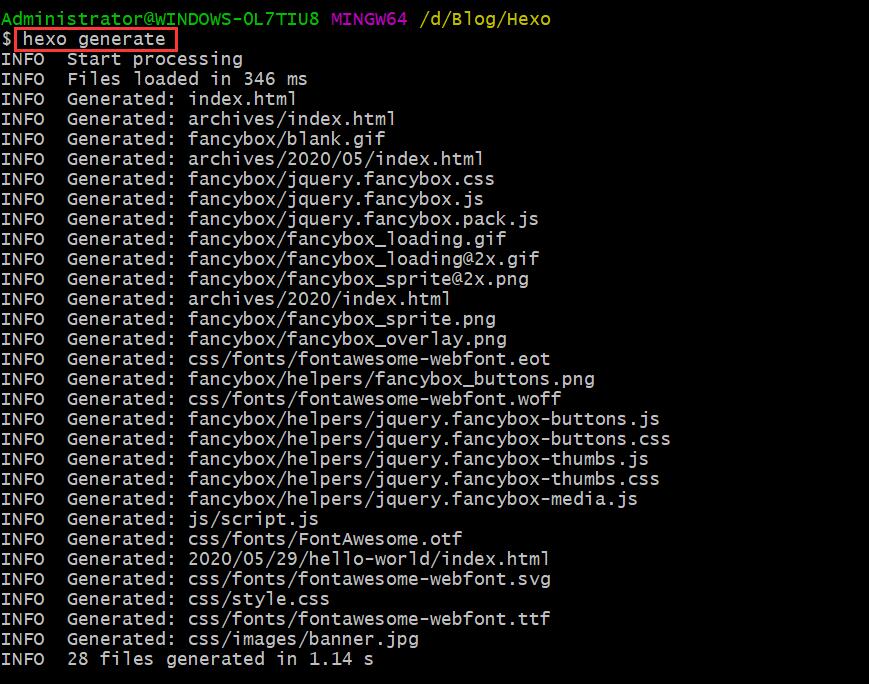 Administrator@WINDOWS-OL7TIU8 MINGW64 /d/Blog/Hexo
$ hexo generate
INFO  Start processing
INFO  Files loaded in 346 ms
INFO  Generated: index.html
INFO  Generated: archives/index.html
INFO  Generated: fancybox/blank.gif
INFO  Generated: archives/2020/05/index.html
INFO  Generated: fancybox/jquery.fancybox.css
INFO  Generated: fancybox/jquery.fancybox.js
INFO  Generated: fancybox/jquery.fancybox.pack.js
INFO  Generated: fancybox/fancybox_loading.gif
INFO  Generated: fancybox/fancybox_loading@2x.gif
INFO  Generated: fancybox/fancybox_sprite@2x.png
INFO  Generated: archives/2020/index.html
INFO  Generated: fancybox/fancybox_sprite.png
INFO  Generated: fancybox/fancybox_overlay.png
INFO  Generated: css/fonts/fontawesome-webfont.eot
INFO  Generated: fancybox/helpers/fancybox_buttons.png
INFO  Generated: css/fonts/fontawesome-webfont.woff
INFO  Generated: fancybox/helpers/jquery.fancybox-buttons.js
INFO  Generated: fancybox/helpers/jquery.fancybox-buttons.css
INFO  Generated: fancybox/helpers/jquery.fancybox-thumbs.js
INFO  Generated: fancybox/helpers/jquery.fancybox-thumbs.css
INFO  Generated: fancybox/helpers/jquery.fancybox-media.js
INFO  Generated: js/script.js
INFO  Generated: css/fonts/FontAwesome.otf
INFO  Generated: 2020/05/29/hello-world/index.html
INFO  Generated: css/fonts/fontawesome-webfont.svg
INFO  Generated: css/style.css
INFO  Generated: css/fonts/fontawesome-webfont.ttf
INFO  Generated: css/images/banner.jpg
INFO  28 files generated in 1.14 s